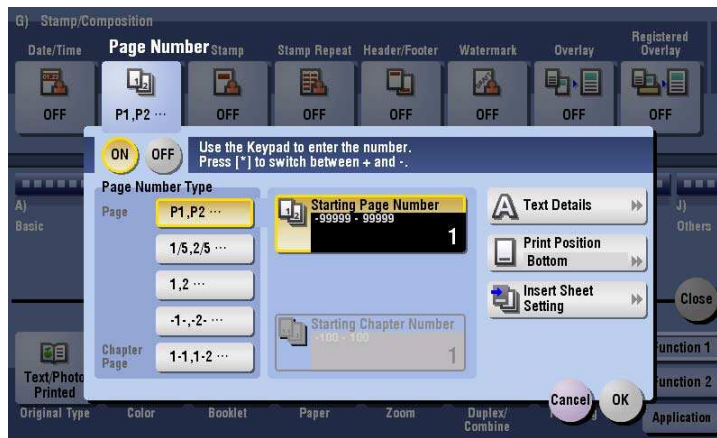 G) Stamp/Composition
Date/Time
Page Number
Stamp
Stamp Repeat
Header/Footer
Watermark
Overlay
Registered
Overlay
OFF
P1,P2 ...
OFF
OFF
OFF
OFF
OFF
OFF
ON
OFF
Use the Keypad to enter the number.
Press [*] to switch between + and -.
A)
Basic
J)
Others
Page Number Type
Page
P1,P2 ...
1/5,2/5 ...
1,2 ...
-1-,-2- ...
Chapter
Page
1-1,1-2 ...
Starting Page Number
-99999 - 99999
1
Starting Chapter Number
-100 - 100
1
Text Details
Print Position
Bottom
Insert Sheet
Setting
Close
Cancel
OK
Text/Photo
Printed
Original Type
Color
Booklet
Paper
Zoom
Duplex/
Combine
unction 1
unction 2
Application